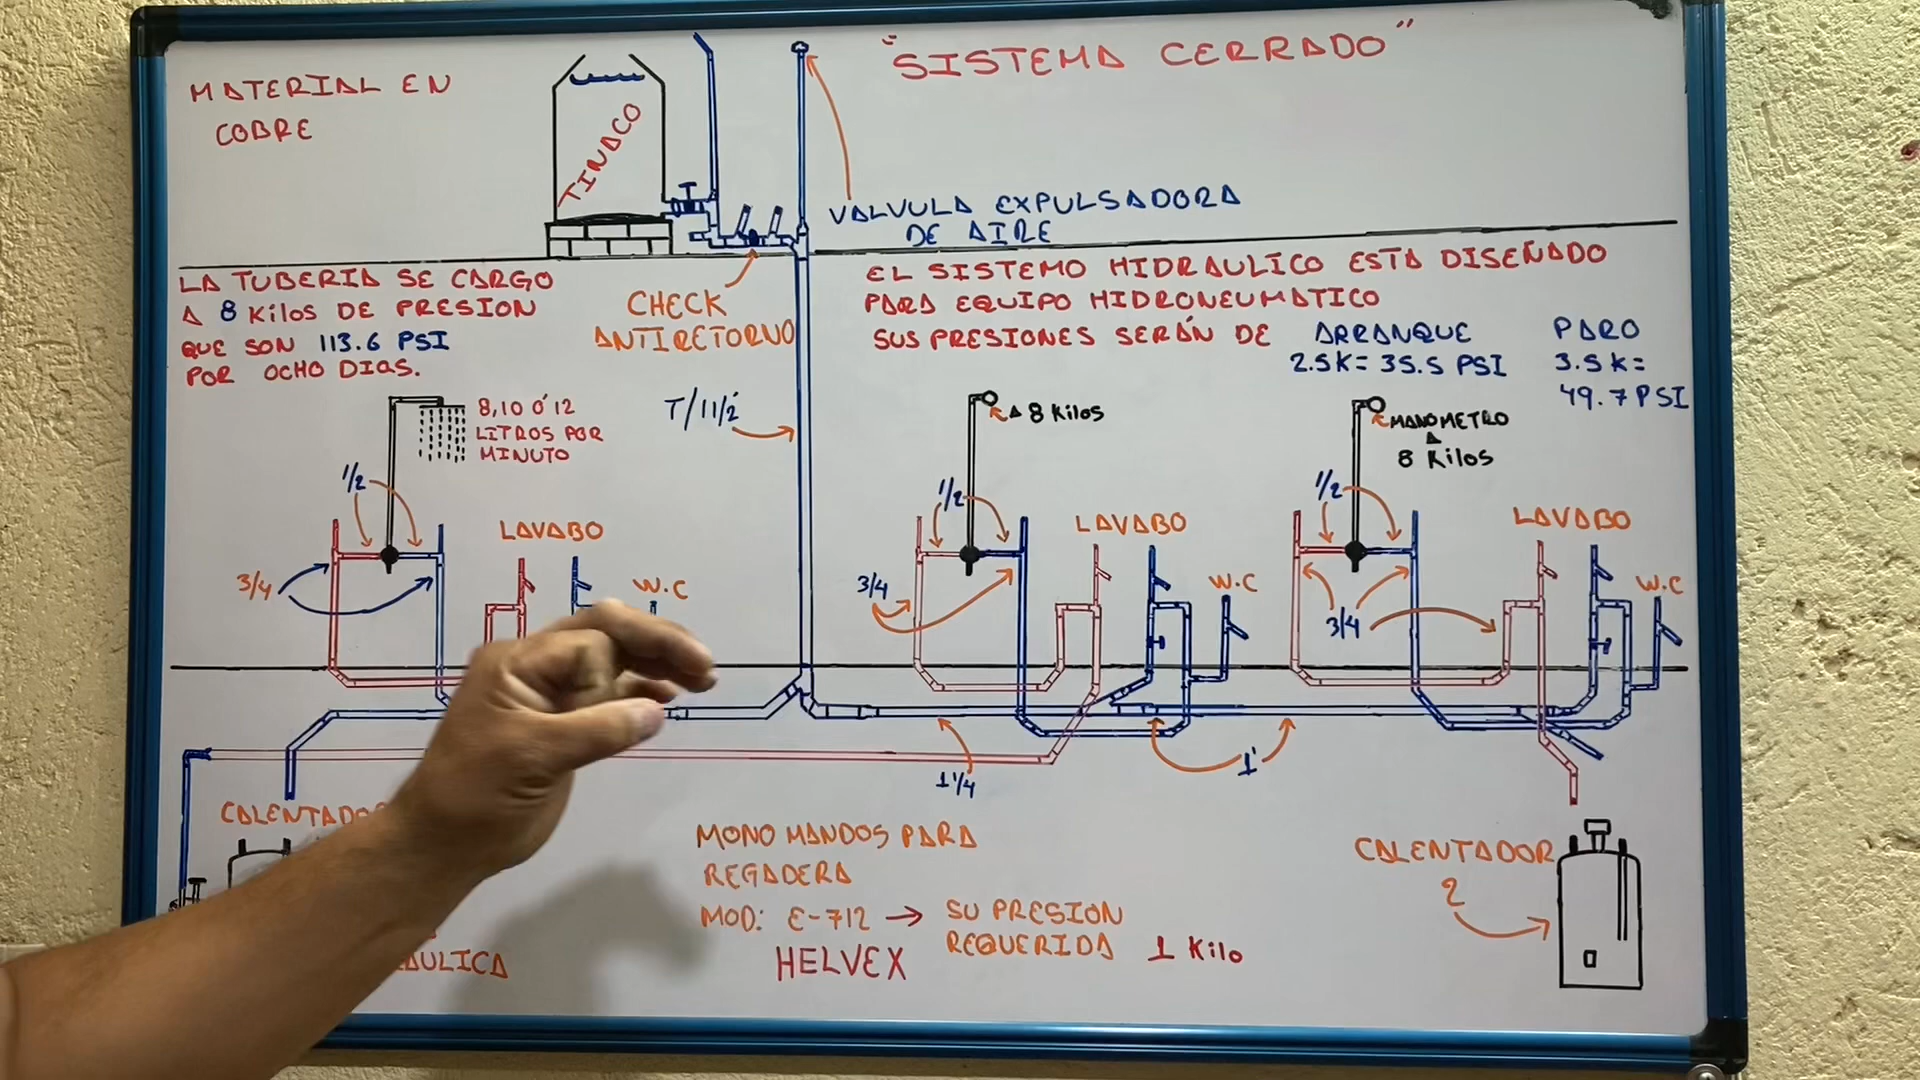 "SISTEMA CERRADO"
MATERIAL EN
COBRE
TINACO
VALVULA EXPULSADORA
DE AIRE
LA TUBERIA SE CARGO
A 8 KILOS DE PRESION
QUE SON 113.6 PSI
POR OCHO DIAS.
CHECK
ANTIRETORNO
EL SISTEMO HIDRAULICO ESTA DISEÑADO
PARA EQUIPO HIDRONEUMATICO
SUS PRESIONES SERÁN DE
ARRANQUE
2.5K= 35.5 PSI
PARO
3.5K=
49.7 PSI
8,10 Ó 12
LITROS POR
MINUTO
T/11/2"
A 8 KILOS
MANOMETRO
A
8 KILOS
1/2
1/2
1/2
LAVABO
LAVABO
LAVABO
3/4
3/4
3/4
W.C
W.C
W.C
1 1/4
1'
MONO MANDOS PARA
REGADERA
MOD: E-712 → SU PRESION
REQUERIDA 1 KILO
HELVEX
CALENTADOR
2